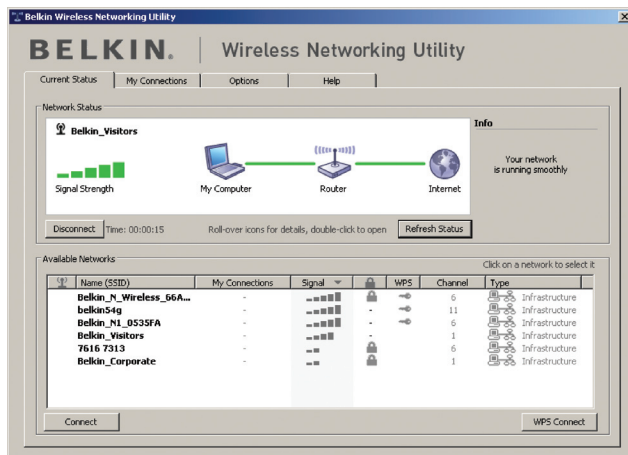 Belkin Wireless Networking Utility
BELKIN. Wireless Networking Utility
Current Status My Connections Options Help
Network Status
Belkin_Visitors
Info
Your network
is running smoothly
Signal Strength My Computer Router Internet
Disconnect Time: 00:00:15 Roll-over icons for details, double-click to open Refresh Status
Available Networks
Click on a network to select it
Name (SSID) My Connections Signal WPS Channel Type
Belkin_N_Wireless_66A... - 6 Infrastructure
belkin54g - - 11 Infrastructure
Belkin_N1_0535FA - - 6 Infrastructure
Belkin_Visitors - - 1 Infrastructure
7616 7313 - 6 Infrastructure
Belkin_Corporate - 1 Infrastructure
Connect WPS Connect